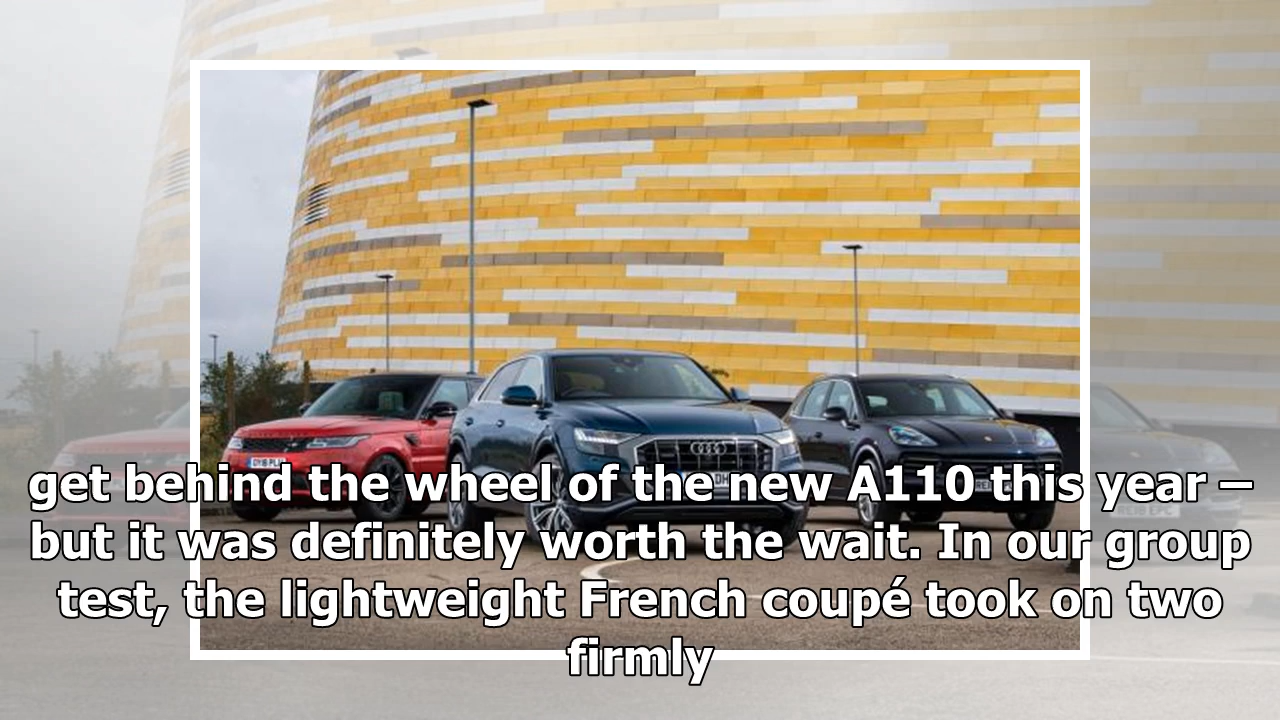 get behind the wheel of the new A110 this year –
but it was definitely worth the wait. In our group
test, the lightweight French coupé took on two
firmly